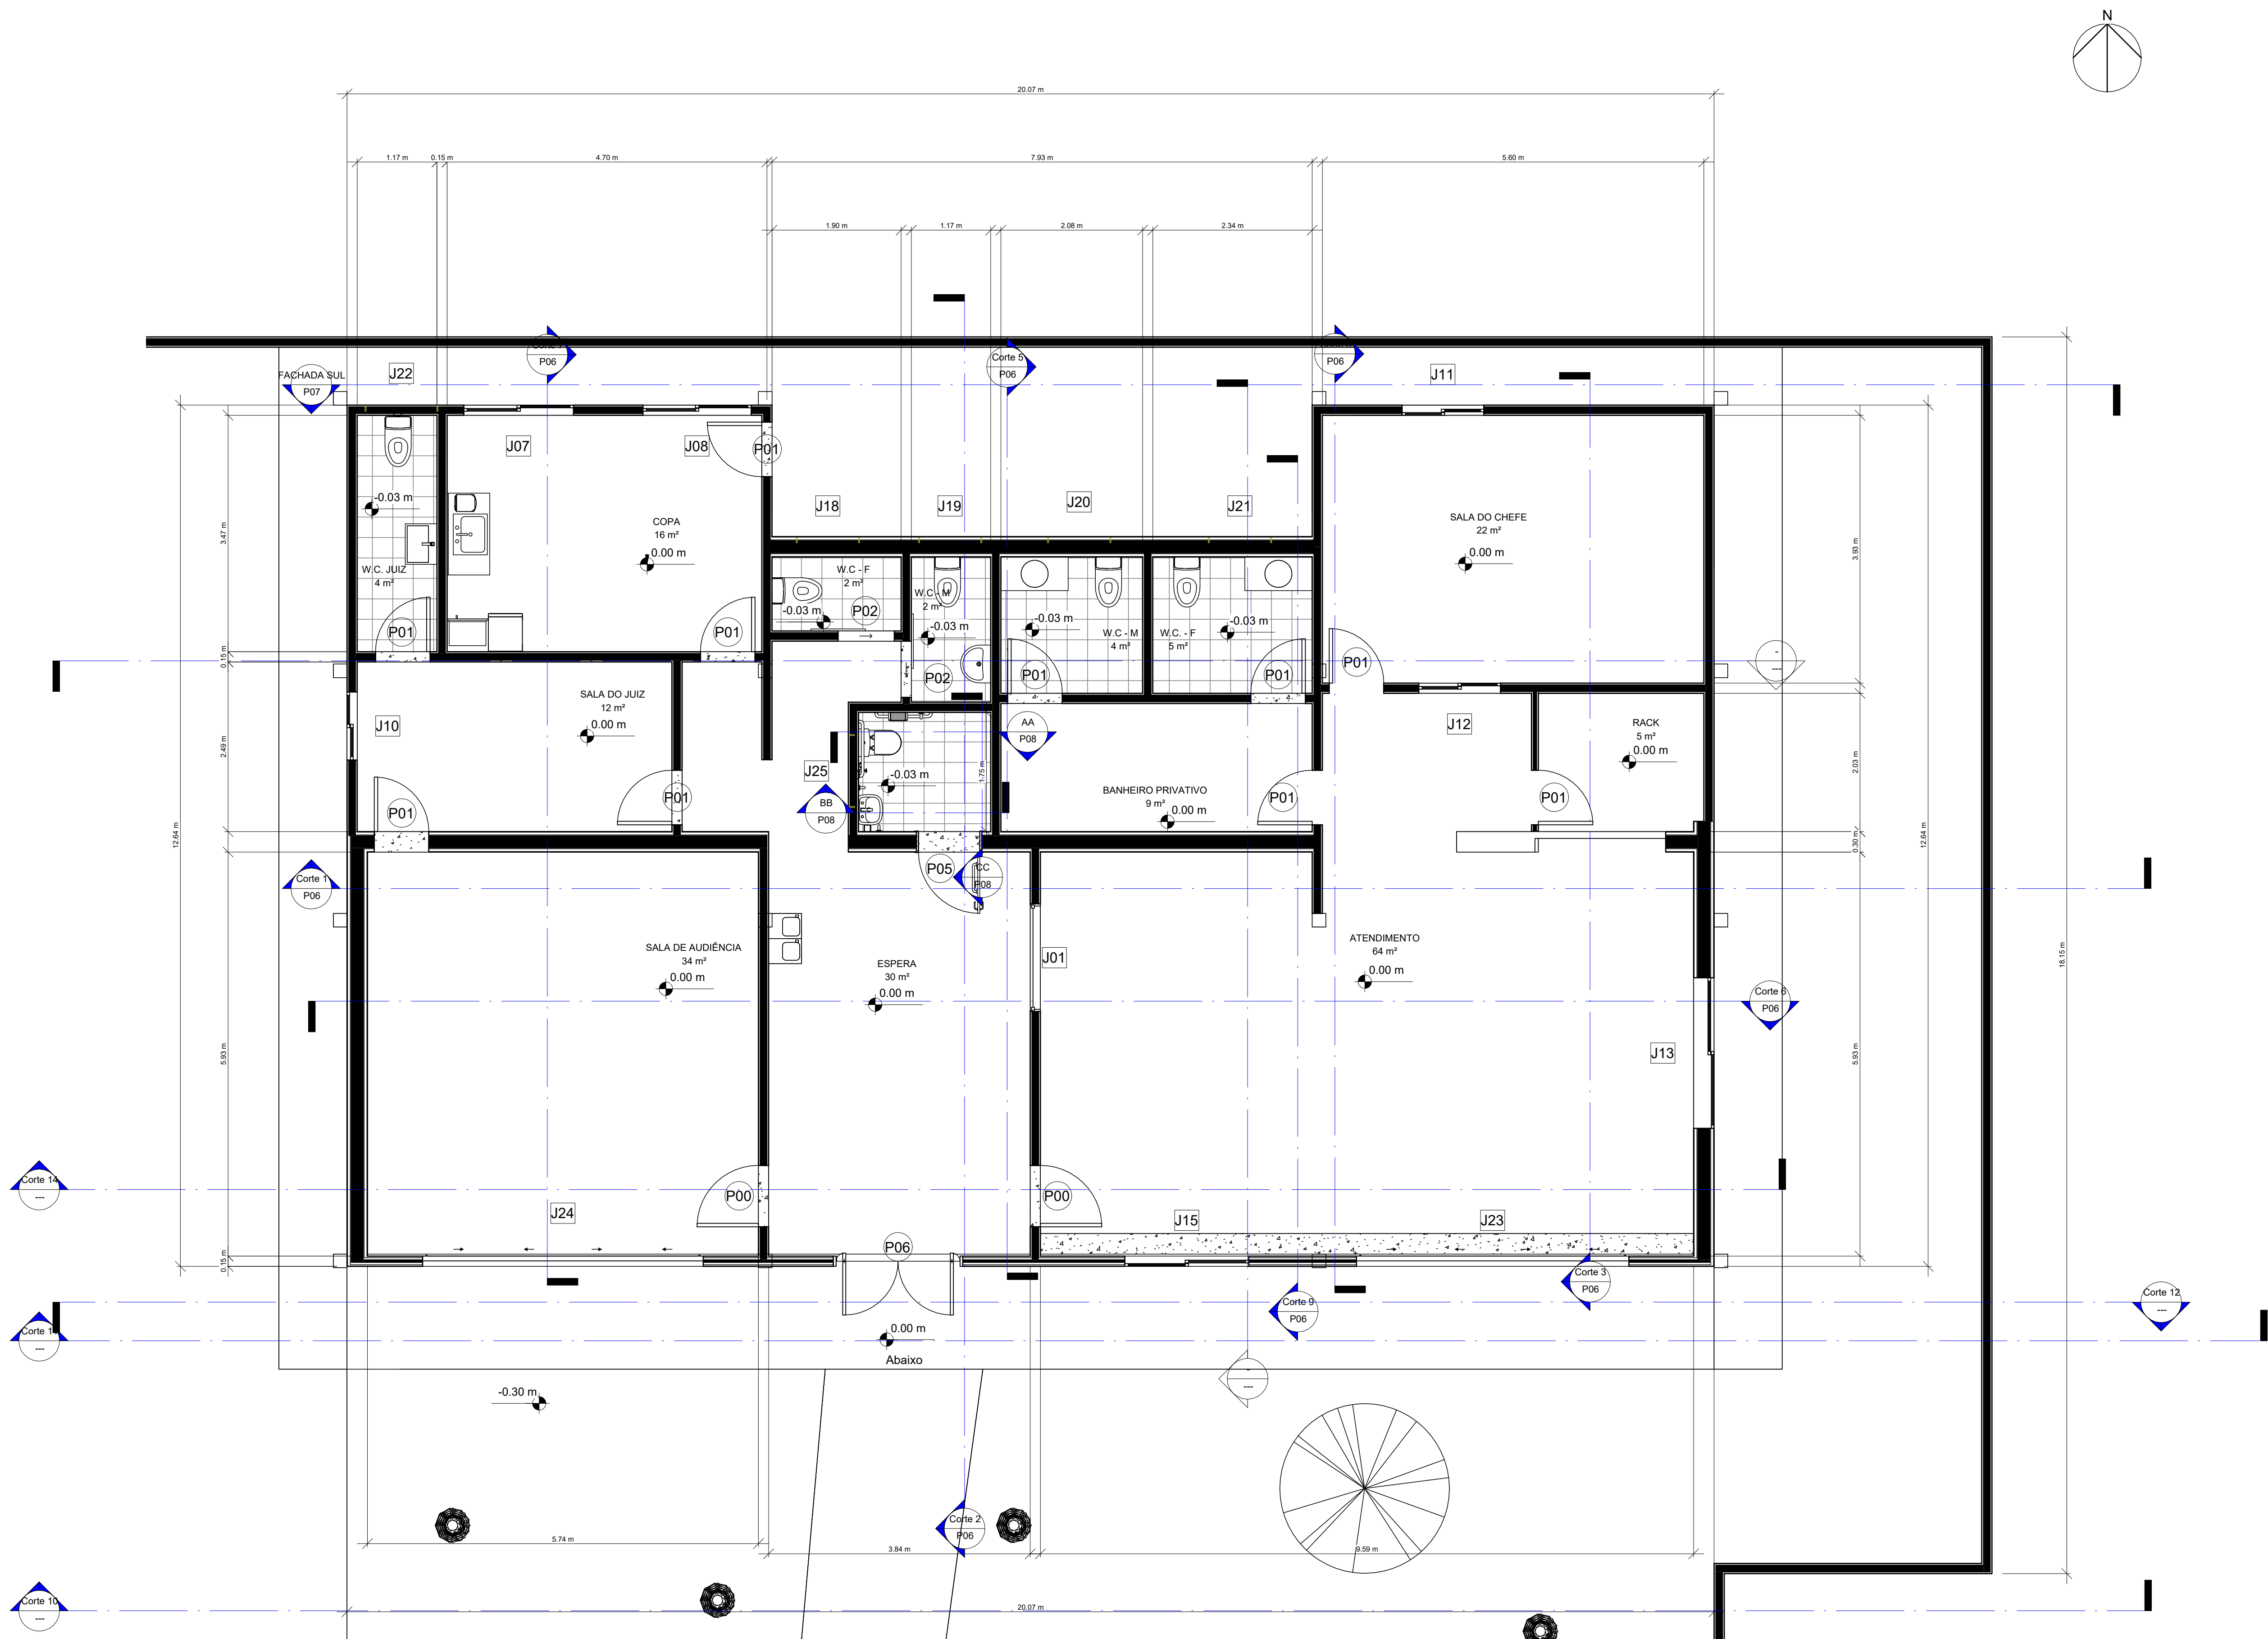 N
20.07 m
1.17 m
0.15 m
4.70 m
7.93 m
5.60 m
1.90 m
1.17 m
2.08 m
2.34 m
P06
Corte 5
P06
P06
FACHADA SUL
P07
J22
J11
J07
J08
P01
J18
J19
J20
J21
-0.03 m
COPA
16 m²
0.00 m
SALA DO CHEFE
22 m²
0.00 m
3.47 m
3.93 m
W.C. JUIZ
4 m²
W.C - F
2 m²
-0.03 m
P02
W.C - M
2 m²
-0.03 m
-0.03 m
W.C - M
4 m²
W.C. - F
5 m²
-0.03 m
P01
P01
P01
P01
P01
P02
0.15 m
-
---
SALA DO JUIZ
12 m²
0.00 m
J10
J12
RACK
5 m²
0.00 m
AA
P08
2.49 m
2.03 m
J25
-0.03 m
1.75 m
BB
P08
BANHEIRO PRIVATIVO
9 m²
0.00 m
P01
P01
P01
P01
12.64 m
0.30 m
12.64 m
P05
CC
P08
Corte 1
P06
SALA DE AUDIÊNCIA
34 m²
0.00 m
ESPERA
30 m²
0.00 m
J01
ATENDIMENTO
64 m²
0.00 m
18.15 m
Corte 6
P06
5.93 m
J13
5.93 m
Corte 14
---
P00
P00
J24
J15
J23
P06
0.15 m
Corte 3
P06
Corte 9
P06
Corte 12
---
---
0.00 m
Abaixo
-
---
-0.30 m
Corte 2
P06
5.74 m
3.84 m
9.59 m
Corte 10
---
20.07 m